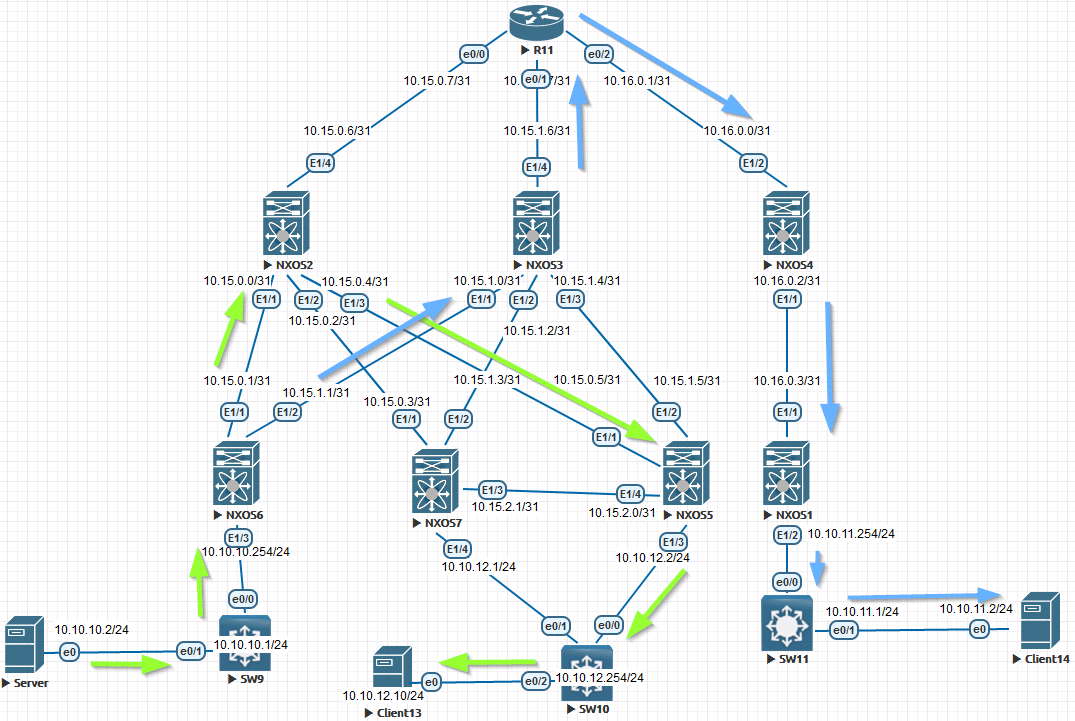 R11
e0/0
e0/2
10.15.0.7/31
10.
e0/1
7/31
10.16.0.1/31
10.15.0.6/31
10.15.1.6/31
10.16.0.0/31
E1/4
E1/4
E1/2
NXOS2
NXOS3
NXOS4
10.15.0.0/31
10.15.0.4/31
10.15.1.0/31
10.15.1.4/31
10.16.0.2/31
E1/1
E1/2
E1/3
E1/1
E1/2
E1/3
E1/1
10.15.0.2/31
10.15.1.2/31
10.15.0.1/31
10.15.1.1/31
10.15.1.3/31
10.15.0.5/31
10.15.1.5/31
10.16.0.3/31
10.15.0.3/31
E1/1
E1/2
E1/1
E1/2
E1/2
E1/1
E1/1
E1/3
E1/4
10.15.2.1/31
10.15.2.0/31
NXOS6
NXOS7
NXOS5
NXOS1
E1/3
E1/4
E1/3
E1/2
10.10.11.254/24
10.10.10.254/24
10.10.12.1/24
10.10.12.2/24
e0/0
e0/0
10.10.10.2/24
e0/1
e0/0
10.10.11.1/24
10.10.11.2/24
e0
e0/1
10.10.10.1/24
e0/1
e0
Server
SW9
SW11
Client14
10.10.12.10/24
e0
e0/2
10.10.12.254/24
Client13
SW10